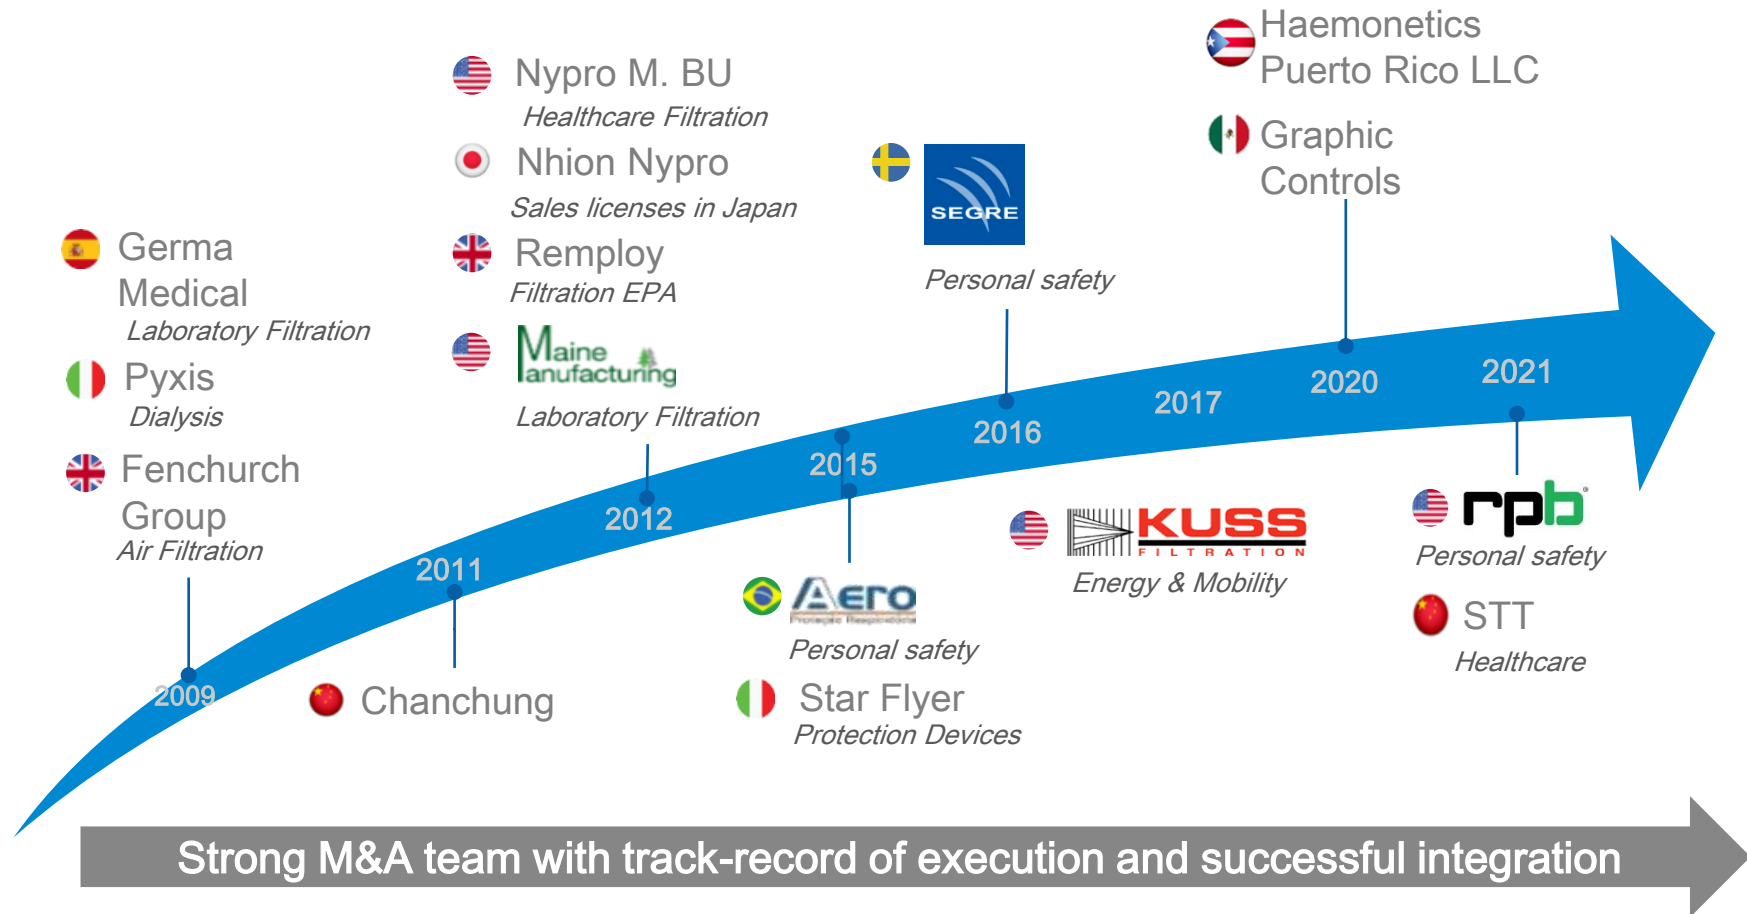 Haemonetics
Puerto Rico LLC
Graphic
Controls
Nypro M. BU
Healthcare Filtration
Nhion Nypro
Sales licenses in Japan
Remploy
Filtration EPA
Maine
Manufacturing
Laboratory Filtration
SEGRE
Personal safety
Germa
Medical
Laboratory Filtration
Pyxis
Dialysis
Fenchurch
Group
Air Filtration
2009
2011
2012
2015
2016
2017
2020
2021
Chanchung
Aero
Proteção Respiratória
Personal safety
Star Flyer
Protection Devices
KUSS
FILTRATION
Energy & Mobility
rpb®
Personal safety
STT
Healthcare
Strong M&A team with track-record of execution and successful integration